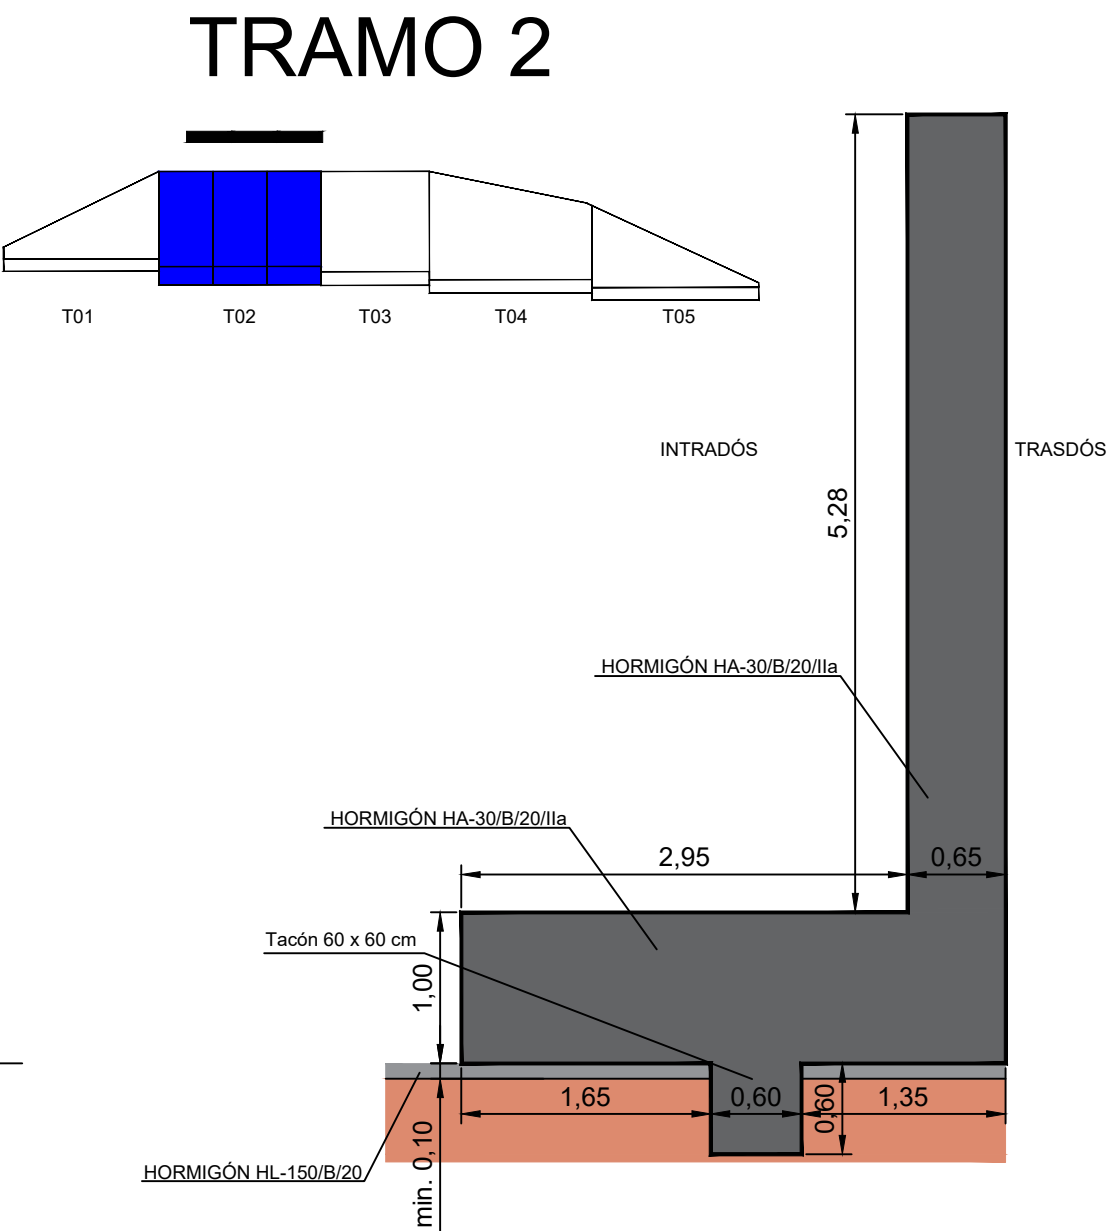 TRAMO 2
T01
T02
T03
T04
T05
INTRADÓS
TRASDÓS
5,28
HORMIGÓN HA-30/B/20/IIa
HORMIGÓN HA-30/B/20/IIa
2,95
0,65
Tacón 60 x 60 cm
1,00
1,65
0,60
0,60
1,35
min. 0,10
HORMIGÓN HL-150/B/20